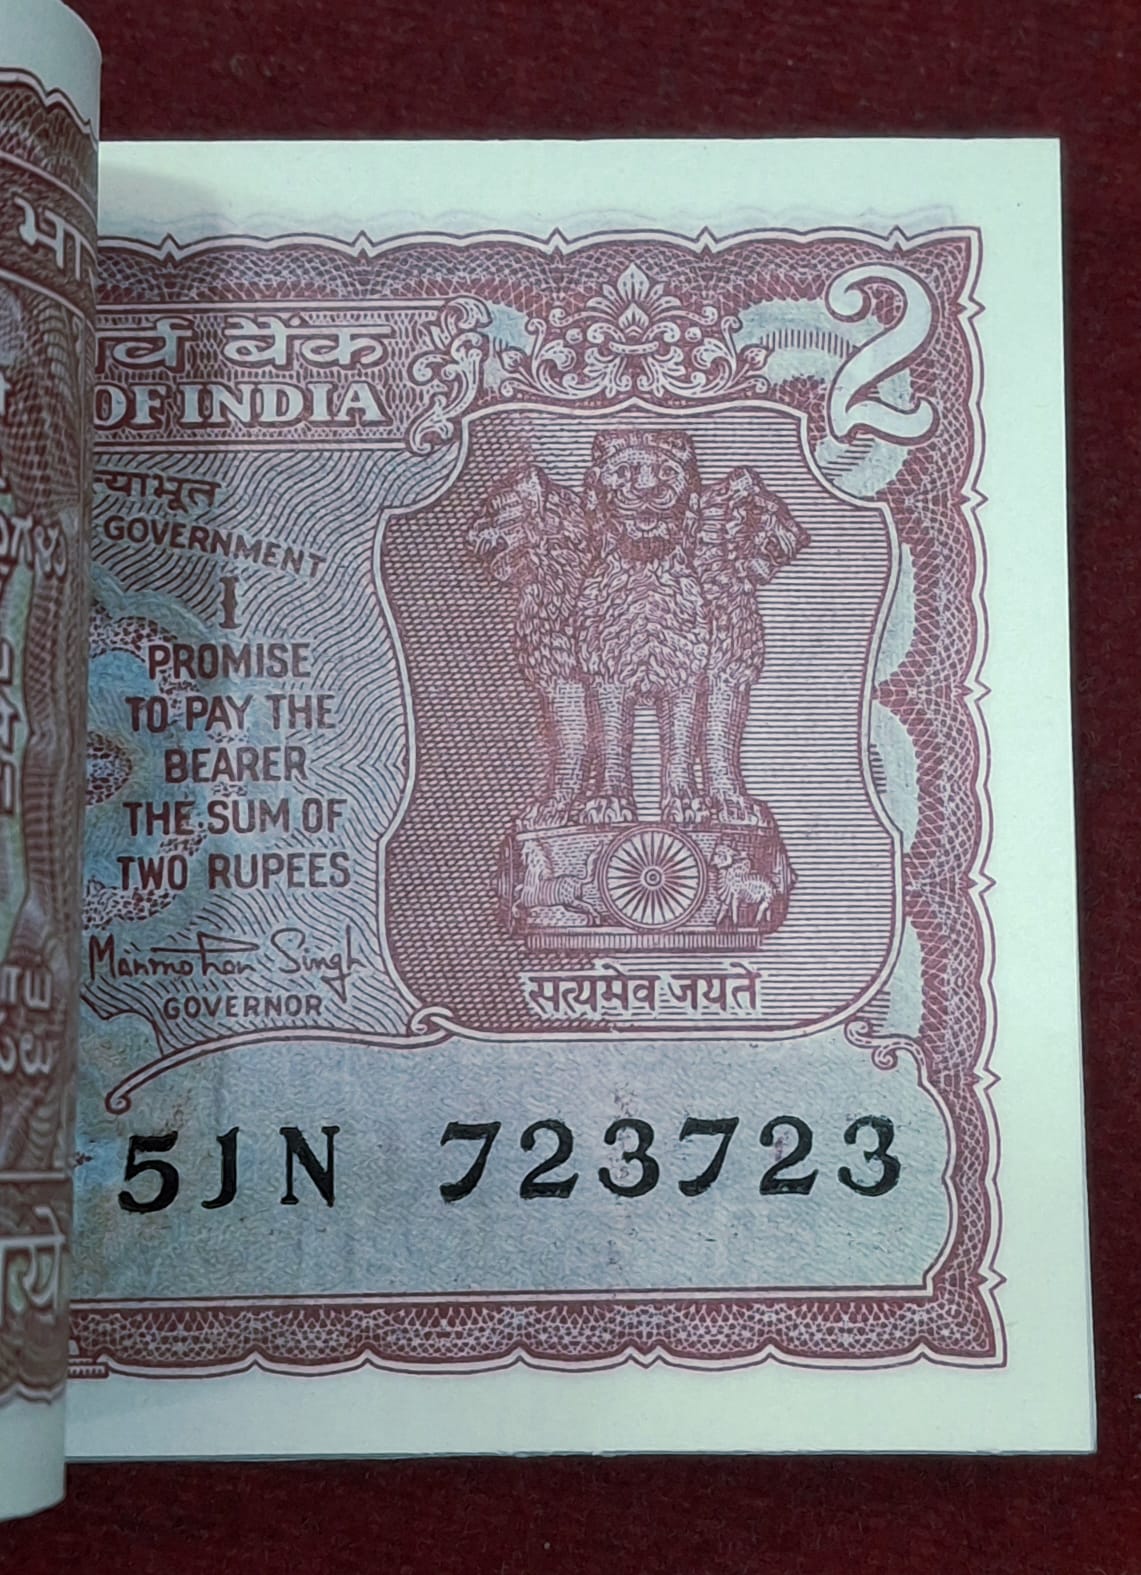 2
र्व बैंक
OF INDIA
GOVERNMENT
I
PROMISE
TO PAY THE
BEARER
THE SUM OF
TWO RUPEES
Manmohan Singh
GOVERNOR
सत्यमेव जयते
5JN 723723